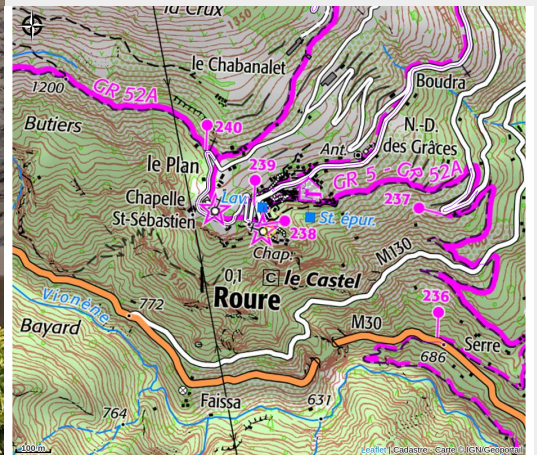 la Crux
1350
le Chabanalet
1200
GR 52A
Boudra
Butiers
240
N.-D.
des Grâces
Ant.
le Plan
239
GR 5 - GR 52A
Chapelle
St-Sébastien
Lav.
237
St. épur.
238
Chap.
M130
0,1
C le Castel
Roure
236
Vionène
772
M30
Bayard
Serre
686
Faissa
631
764
100 m
Leaflet | Cadastre - Carte © IGN/Geoportail